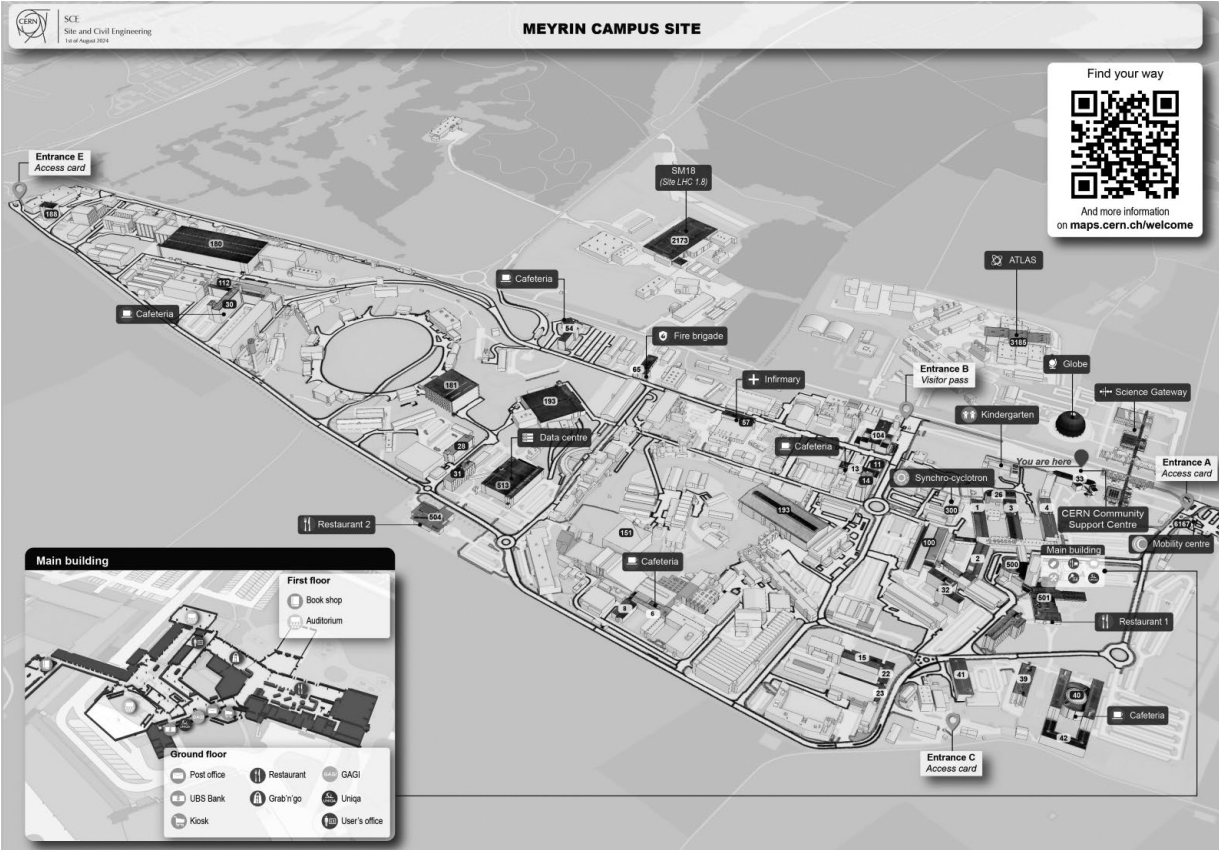 CERN
SCE
Site and Civil Engineering
1st of August 2024
MEYRIN CAMPUS SITE
Find your way
And more information
on maps.cern.ch/welcome
Entrance E
Access card
188
180
112
30
Cafeteria
SM18
(Site LHC 1.8)
2173
Cafeteria
54
Fire brigade
65
ATLAS
3185
Globe
Science Gateway
Entrance B
Visitor pass
Kindergarten
Infirmary
57
181
193
Data centre
28
31
513
504
Restaurant 2
Cafeteria
104
13
11
14
Synchro-cyclotron
300
You are here
33
Entrance A
Access card
CERN Community
Support Centre
6167
Mobility centre
26
1
3
4
193
151
100
2
500
Main building
32
501
Restaurant 1
Cafeteria
8
6
15
22
23
41
39
40
Cafeteria
42
Entrance C
Access card
Main building
First floor
Book shop
Auditorium
Ground floor
Post office
Restaurant
GAGI
GAGI
UBS Bank
Grab'n'go
UNIQA
Uniqa
Kiosk
User's office